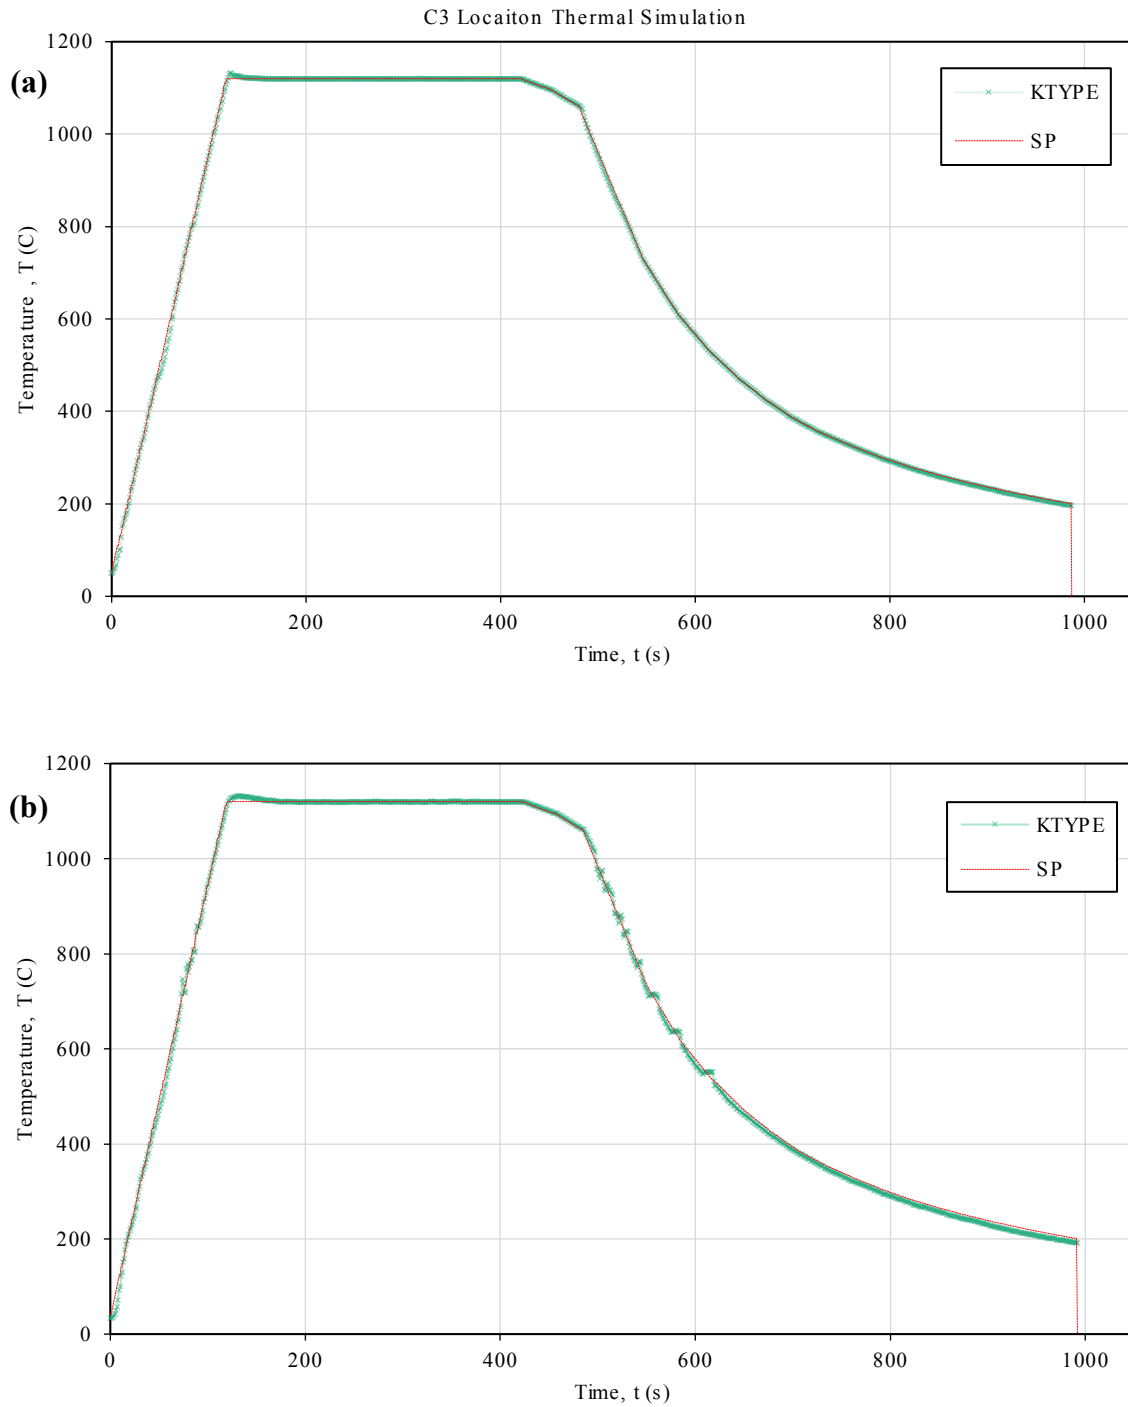 C3 Locaiton Thermal Simulation
(a)
1200
1000
800
600
400
200
0
Temperature , T (C)
KTYPE
SP
0 200 400 600 800 1000
Time, t (s)
(b)
1200
1000
800
600
400
200
0
Temperature, T (C)
KTYPE
SP
0 200 400 600 800 1000
Time, t (s)